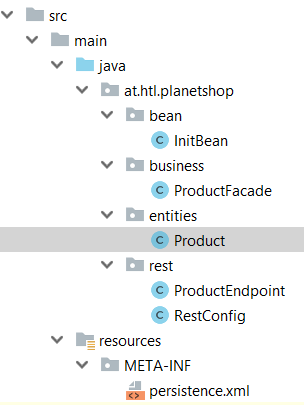 src
main
java
at.htl.planetshop
bean
InitBean
business
ProductFacade
entities
Product
rest
ProductEndpoint
RestConfig
resources
META-INF
persistence.xml